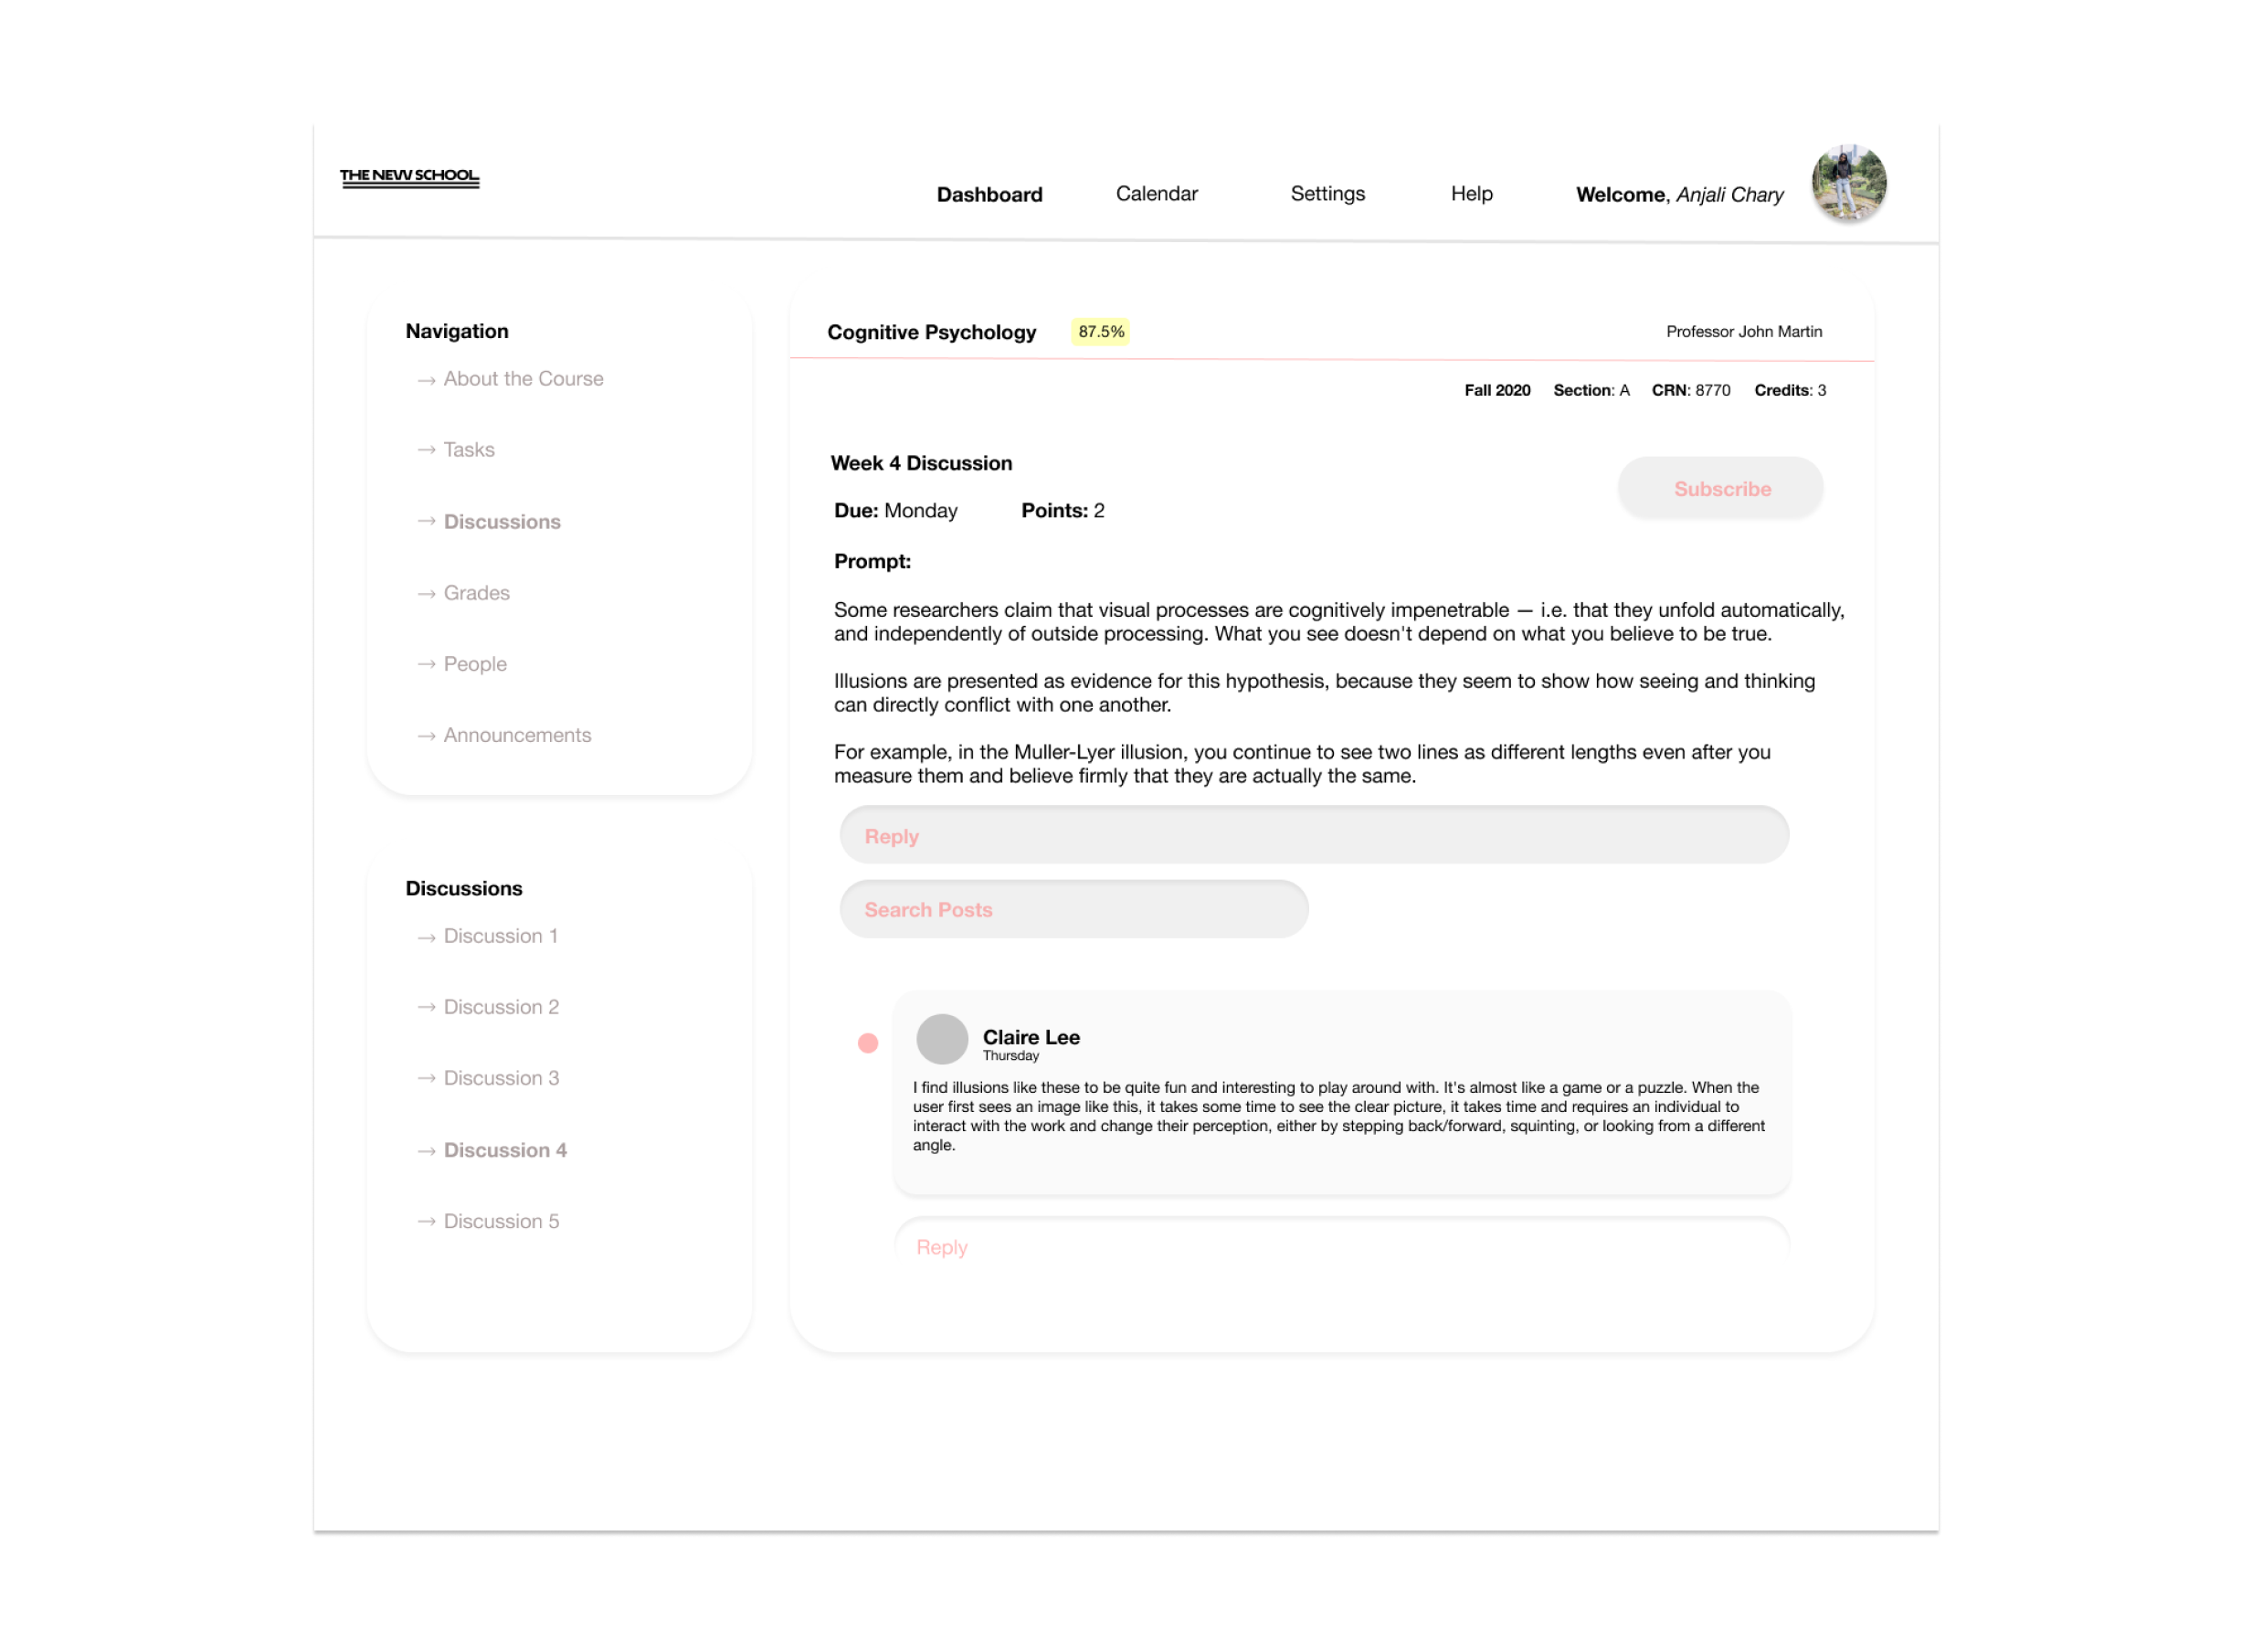 THE NEW SCHOOL
Dashboard Calendar Settings Help Welcome, Anjali Chary
Navigation
→ About the Course
→ Tasks
→ Discussions
→ Grades
→ People
→ Announcements
Discussions
→ Discussion 1
→ Discussion 2
→ Discussion 3
→ Discussion 4
→ Discussion 5
Cognitive Psychology 87.5% Professor John Martin
Fall 2020 Section: A CRN: 8770 Credits: 3
Week 4 Discussion
Subscribe
Due: Monday Points: 2
Prompt:
Some researchers claim that visual processes are cognitively impenetrable — i.e. that they unfold automatically,
and independently of outside processing. What you see doesn't depend on what you believe to be true.
Illusions are presented as evidence for this hypothesis, because they seem to show how seeing and thinking
can directly conflict with one another.
For example, in the Muller-Lyer illusion, you continue to see two lines as different lengths even after you
measure them and believe firmly that they are actually the same.
Reply
Search Posts
Claire Lee
Thursday
I find illusions like these to be quite fun and interesting to play around with. It's almost like a game or a puzzle. When the
user first sees an image like this, it takes some time to see the clear picture, it takes time and requires an individual to
interact with the work and change their perception, either by stepping back/forward, squinting, or looking from a different
angle.
Reply